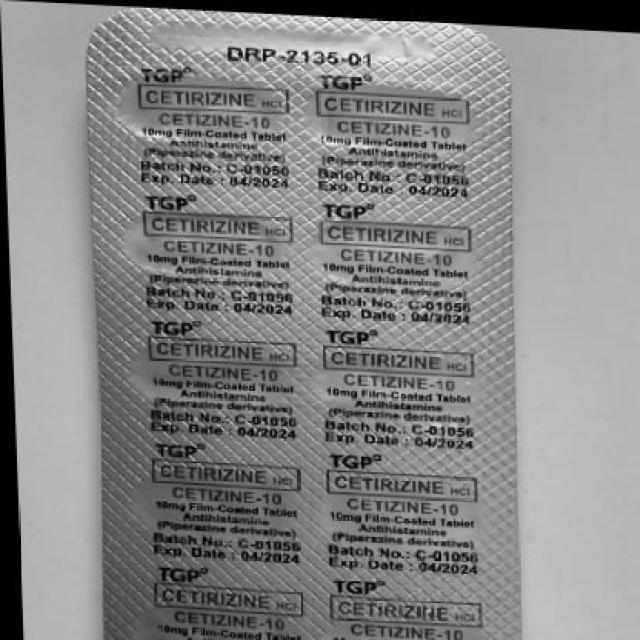 DRP-2135-01
TGP®
CETIRIZINE HCl
CETIZINE-10
10mg Film-Coated Tablet
Antihistamine
(Piperazine derivative)
Batch No.: C-01056
Exp. Date : 04/2024
TGP®
CETIRIZINE HCl
CETIZINE-10
10mg Film-Coated Tablet
Antihistamine
(Piperazine derivative)
Batch No.: C-01056
Exp. Date : 04/2024
TGP®
CETIRIZINE HCl
CETIZINE-10
10mg Film-Coated Tablet
Antihistamine
(Piperazine derivative)
Batch No.: C-01056
Exp. Date : 04/2024
TGP®
CETIRIZINE HCl
CETIZINE-10
10mg Film-Coated Tablet
Antihistamine
(Piperazine derivative)
Batch No.: C-01056
Exp. Date : 04/2024
TGP®
CETIRIZINE HCl
CETIZINE-10
10mg Film-Coated Tablet
Antihistamine
(Piperazine derivative)
Batch No.: C-01056
Exp. Date : 04/2024
TGP®
CETIRIZINE HCl
CETIZINE-10
10mg Film-Coated Tablet
Antihistamine
(Piperazine derivative)
Batch No.: C-01056
Exp. Date : 04/2024
TGP®
CETIRIZINE HCl
CETIZINE-10
10mg Film-Coated Tablet
Antihistamine
(Piperazine derivative)
Batch No.: C-01056
Exp. Date : 04/2024
TGP®
CETIRIZINE HCl
CETIZINE-10
10mg Film-Coated Tablet
Antihistamine
(Piperazine derivative)
Batch No.: C-01056
Exp. Date : 04/2024
TGP®
CETIRIZINE HCl
CETIZINE-10
10mg Film-Coated Tablet
TGP®
CETIRIZINE HCl
CETIZINE-10